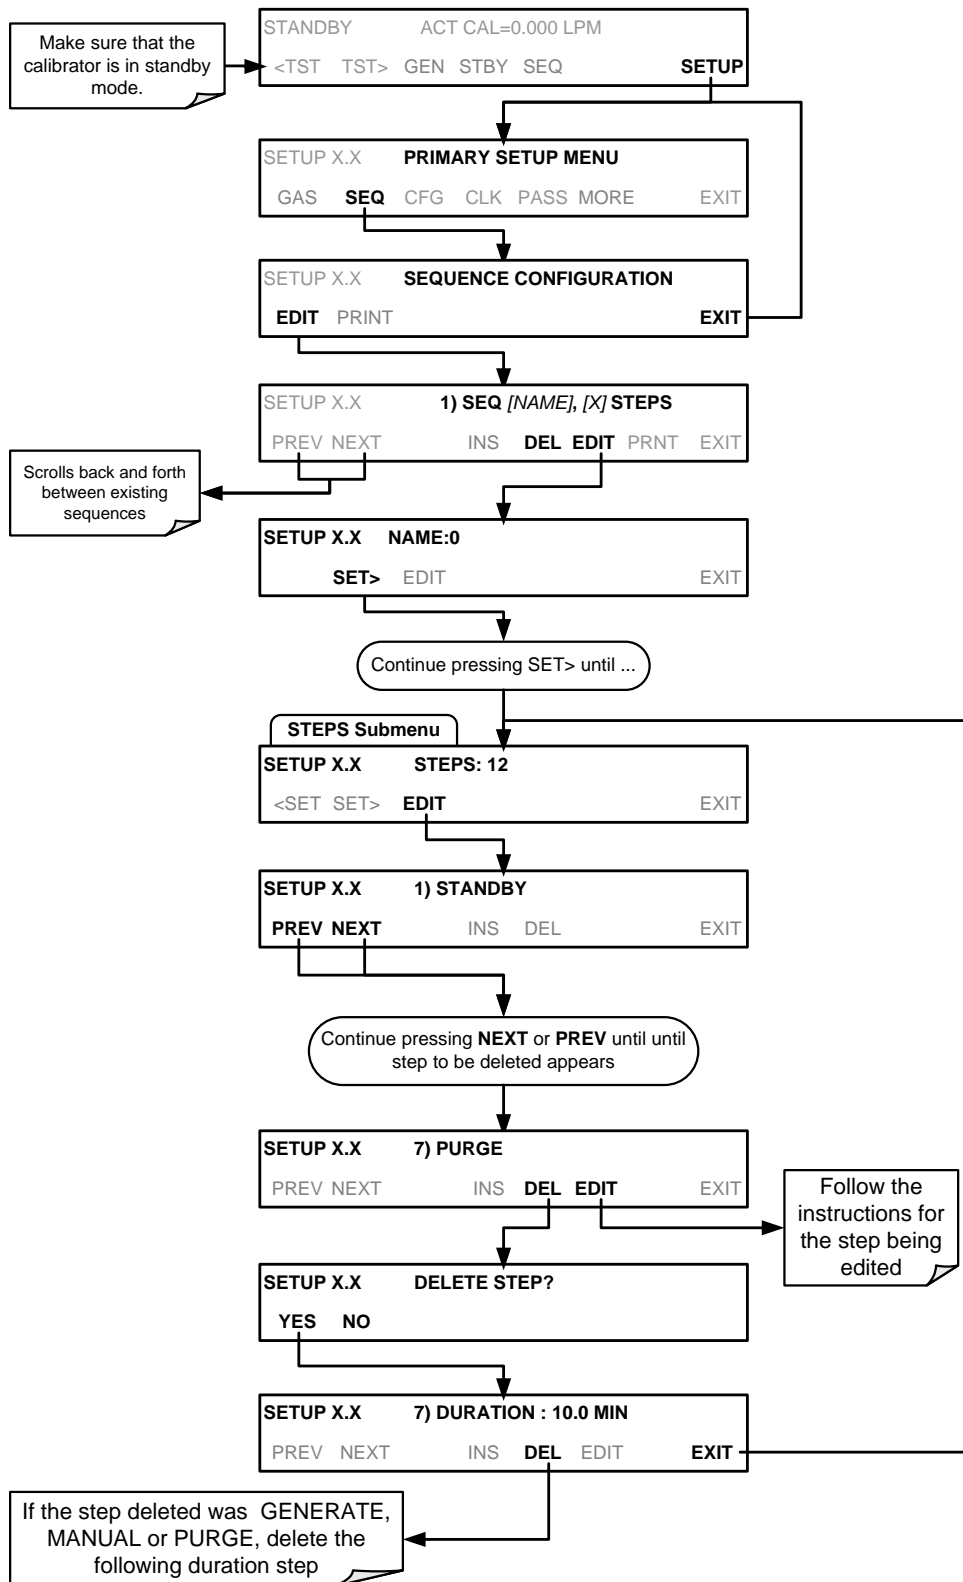 Make sure that the
calibrator is in standby
mode.
STANDBY ACT CAL=0.000 LPM
<TST TST> GEN STBY SEQ SETUP
SETUP X.X PRIMARY SETUP MENU
GAS SEQ CFG CLK PASS MORE EXIT
SETUP X.X SEQUENCE CONFIGURATION
EDIT PRINT EXIT
SETUP X.X 1) SEQ [NAME], [X] STEPS
PREV NEXT INS DEL EDIT PRNT EXIT
Scrolls back and forth
between existing
sequences
SETUP X.X NAME:0
SET> EDIT EXIT
Continue pressing SET> until ...
STEPS Submenu
SETUP X.X STEPS: 12
<SET SET> EDIT EXIT
SETUP X.X 1) STANDBY
PREV NEXT INS DEL EXIT
Continue pressing NEXT or PREV until until
step to be deleted appears
SETUP X.X 7) PURGE
PREV NEXT INS DEL EDIT EXIT
Follow the
instructions for
the step being
edited
SETUP X.X DELETE STEP?
YES NO
SETUP X.X 7) DURATION : 10.0 MIN
PREV NEXT INS DEL EDIT EXIT
If the step deleted was GENERATE,
MANUAL or PURGE, delete the
following duration step